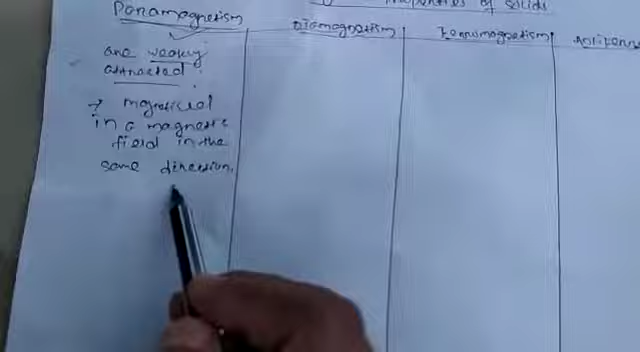 Properties of solids
Paramagnetism
Diamagnetism
Ferromagnetism
Antiferro
are weakly
attracted.
→ magnetised
in a magnetic
field in the
same direction.